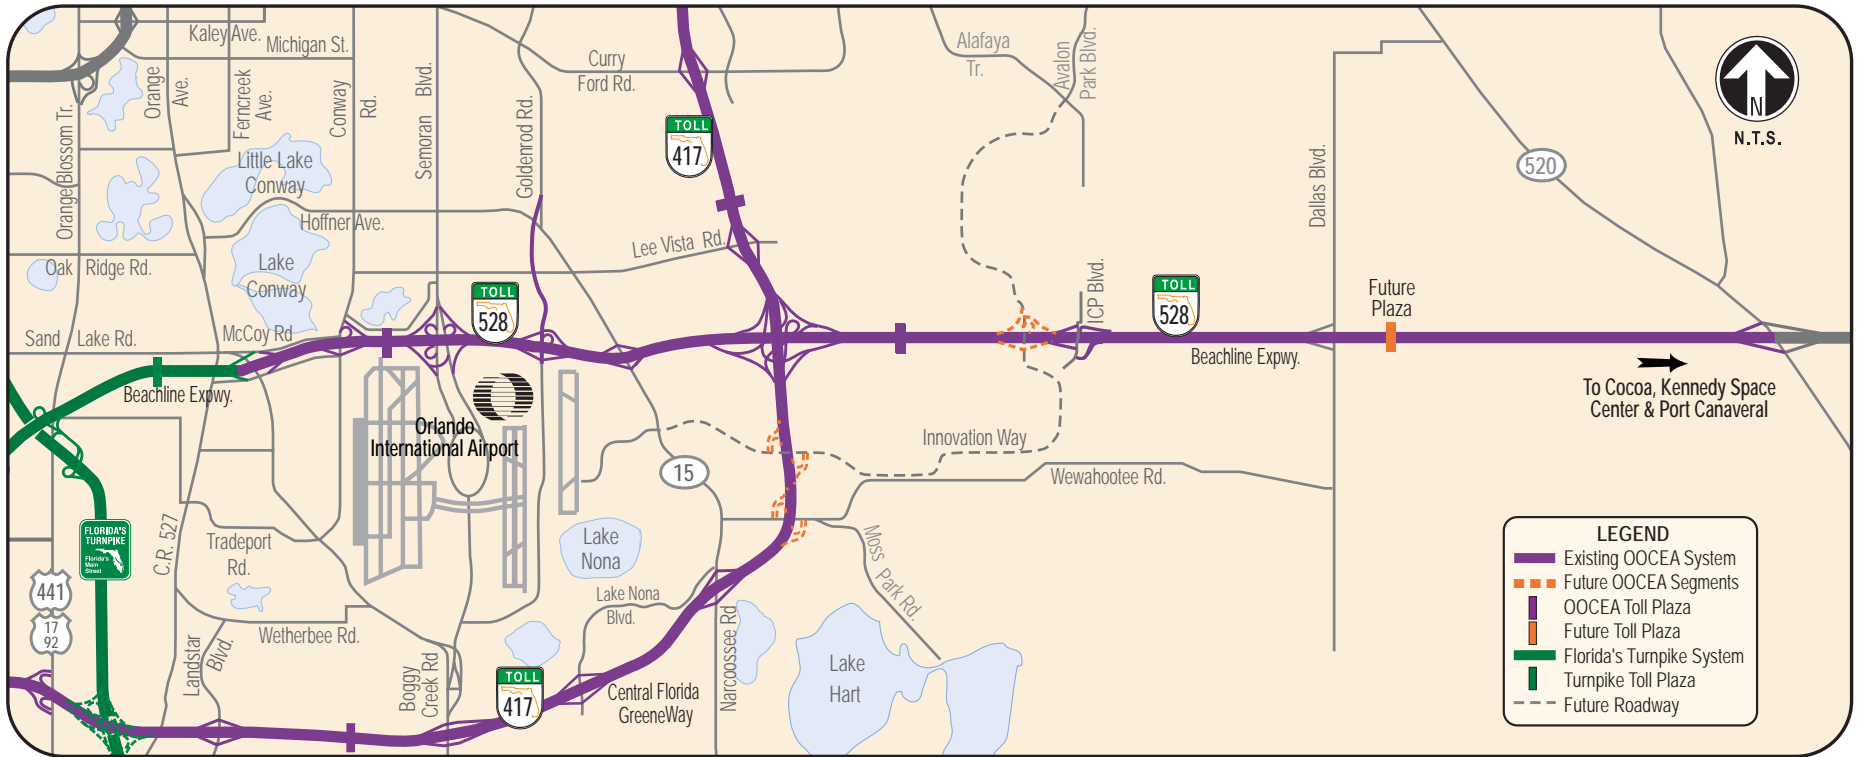 Kaley Ave.
Michigan St.
Orange
Ave.
Ferncreek
Ave.
Conway
Rd.
Semoran Blvd.
Goldenrod Rd.
Curry
Ford Rd.
Alafaya
Tr.
Avalon
Park Blvd.
N
N.T.S.
Orange Blossom Tr.
Little Lake
Conway
TOLL
417
Dallas Blvd.
520
Hoffner Ave.
Lee Vista Rd.
Oak Ridge Rd.
Lake
Conway
ICP Blvd.
TOLL
528
TOLL
528
Future
Plaza
Sand Lake Rd.
McCoy Rd
Beachline Expwy.
Beachline Expwy.
To Cocoa, Kennedy Space
Center & Port Canaveral
Orlando
International Airport
Innovation Way
15
Wewahootee Rd.
FLORIDA'S
TURNPIKE
Florida's
Main
Street
C.R. 527
Tradeport
Rd.
Lake
Nona
Moss Park Rd.
441
17
92
Lake Nona
Blvd.
Wetherbee Rd.
Landstar
Blvd.
Boggy
Creek Rd
TOLL
417
Central Florida
GreeneWay
Narcoossee Rd
Lake
Hart
LEGEND
Existing OOCEA System
Future OOCEA Segments
OOCEA Toll Plaza
Future Toll Plaza
Florida's Turnpike System
Turnpike Toll Plaza
Future Roadway